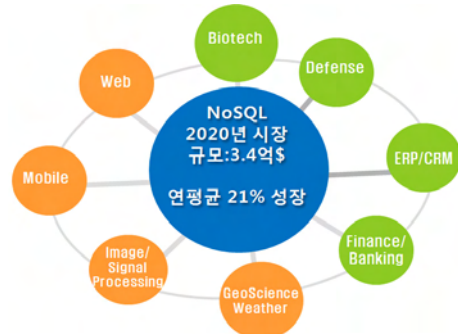 Biotech
Defense
Web
NoSQL
2020년 시장
규모:3.4억$
연평균 21% 성장
ERP/CRM
Mobile
Finance/
Banking
Image/
Signal
Processing
GeoScience
Weather